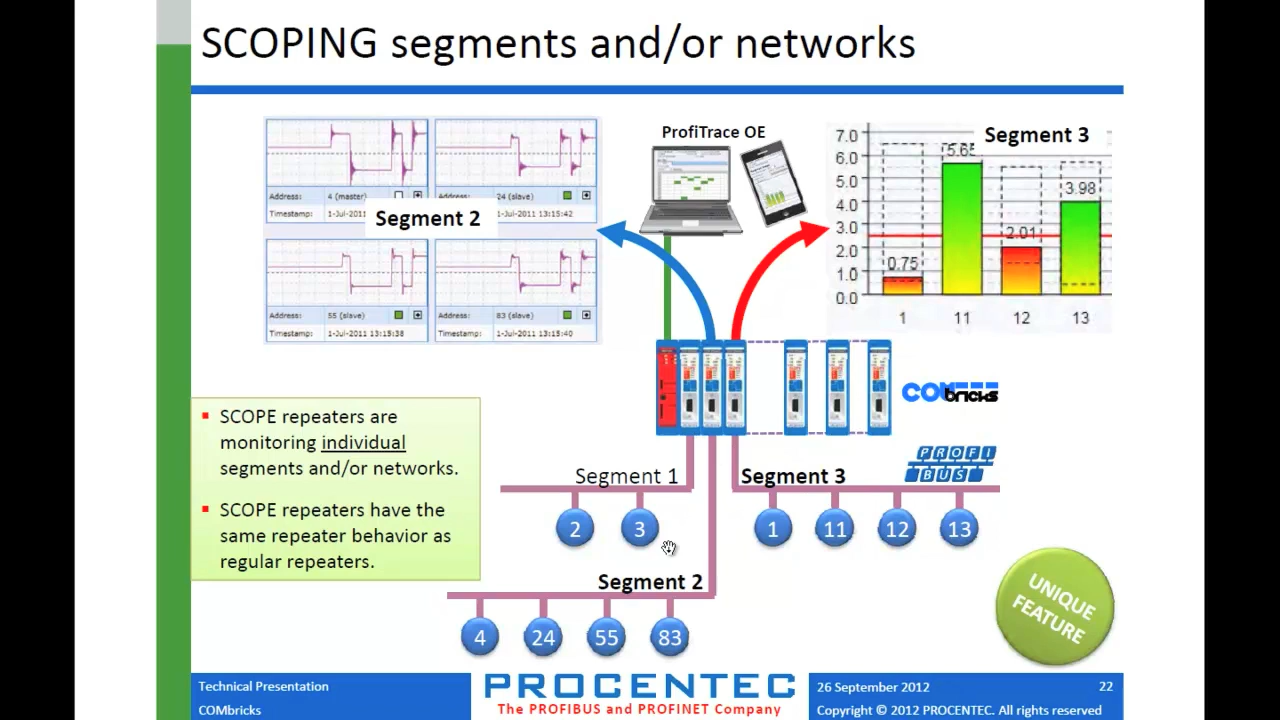 SCOPING segments and/or networks
Address: 4 (master)
Timestamp: 1-Jul-2011
24 (slave)
1-Jul-2011 13:15:42
Segment 2
Address: 55 (slave)
Timestamp: 1-Jul-2011 13:15:38
Address: 83 (slave)
Timestamp: 1-Jul-2011 13:15:40
ProfiTrace OE
Segment 3
7.0
6.0
5.0
4.0
3.0
2.0
1.0
0.0
0.75
5.65
2.01
3.98
1 11 12 13
COMbricks
PROFI
BUS
SCOPE repeaters are
monitoring individual
segments and/or networks.
SCOPE repeaters have the
same repeater behavior as
regular repeaters.
Segment 1
2 3
Segment 3
1 11 12 13
Segment 2
4 24 55 83
UNIQUE
FEATURE
Technical Presentation
COMbricks
PROCENTEC
The PROFIBUS and PROFINET Company
26 September 2012 22
Copyright © 2012 PROCENTEC. All rights reserved